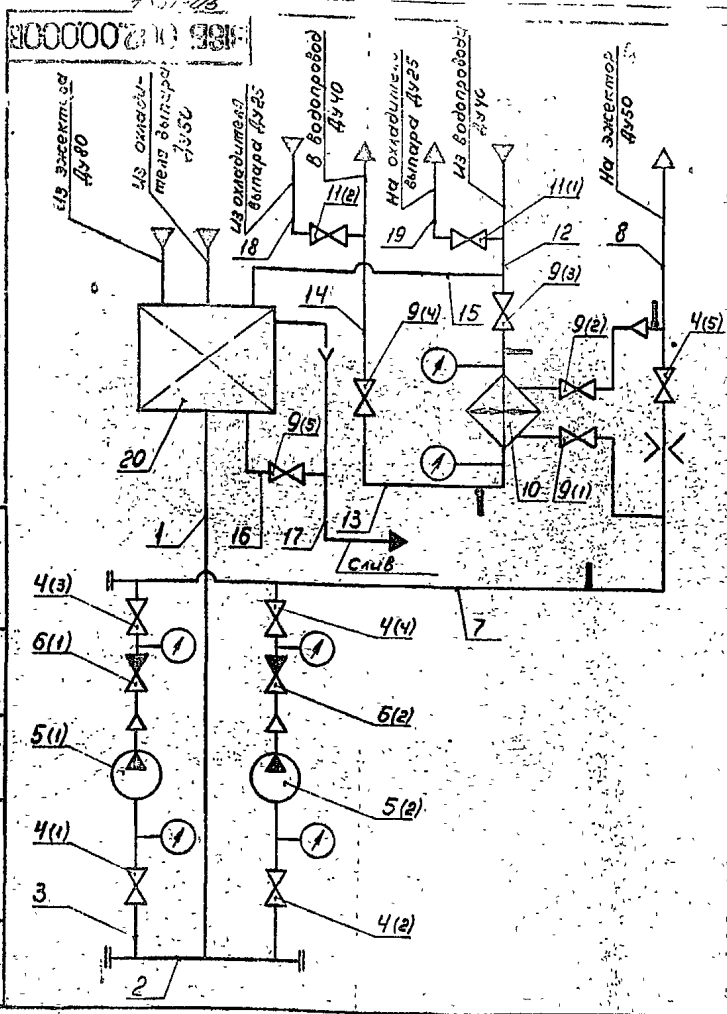 Из эжектора
Ду80
Из охлади-
теля выпара
Ду50
Из охладителя
выпара Ду25
В водопровод
Ду40
На охладитель
выпара Ду25
Из водопровода
Ду40
На эжектор
Ду50
11(2)
11(1)
18
19
12
8
14
15
9(3)
9(4)
9(2)
4(5)
20
9(5)
10
9(1)
1
16
17
13
Слив
4(3)
4(4)
7
6(1)
6(2)
5(1)
5(2)
4(1)
3
4(2)
2